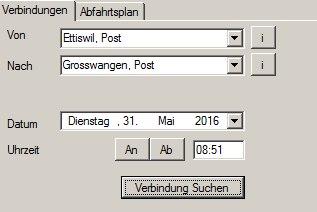 Verbindungen Abfahrtsplan
Von Ettiswil, Post i
Nach Grosswangen, Post i
Datum Dienstag , 31. Mai 2016
Uhrzeit An Ab 08:51
Verbindung Suchen